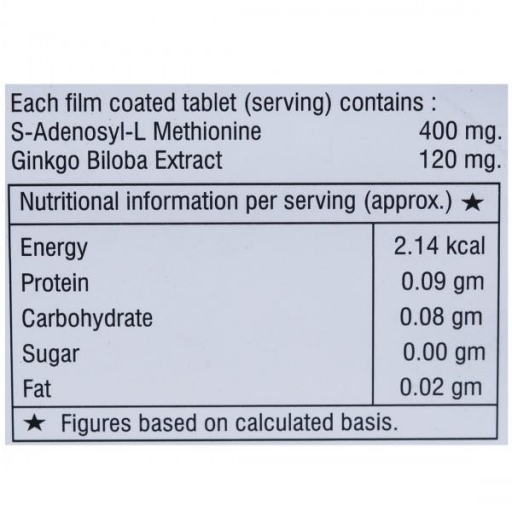 Each film coated tablet (serving) contains :
S-Adenosyl-L Methionine 400 mg.
Ginkgo Biloba Extract 120 mg.
Nutritional information per serving (approx.) ★
Energy 2.14 kcal
Protein 0.09 gm
Carbohydrate 0.08 gm
Sugar 0.00 gm
Fat 0.02 gm
★ Figures based on calculated basis.